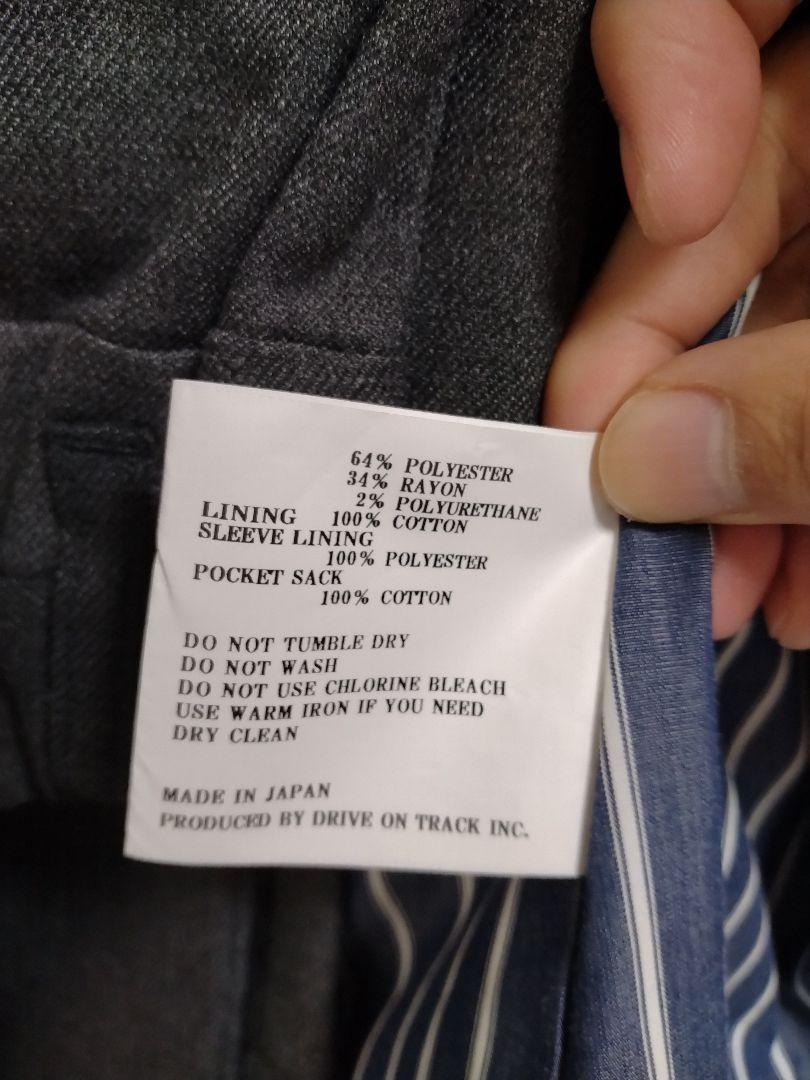 64% POLYESTER
34% RAYON
2% POLYURETHANE
LINING 100% COTTON
SLEEVE LINING
100% POLYESTER
POCKET SACK
100% COTTON
DO NOT TUMBLE DRY
DO NOT WASH
DO NOT USE CHLORINE BLEACH
USE WARM IRON IF YOU NEED
DRY CLEAN
MADE IN JAPAN
PRODUCED BY DRIVE ON TRACK INC.